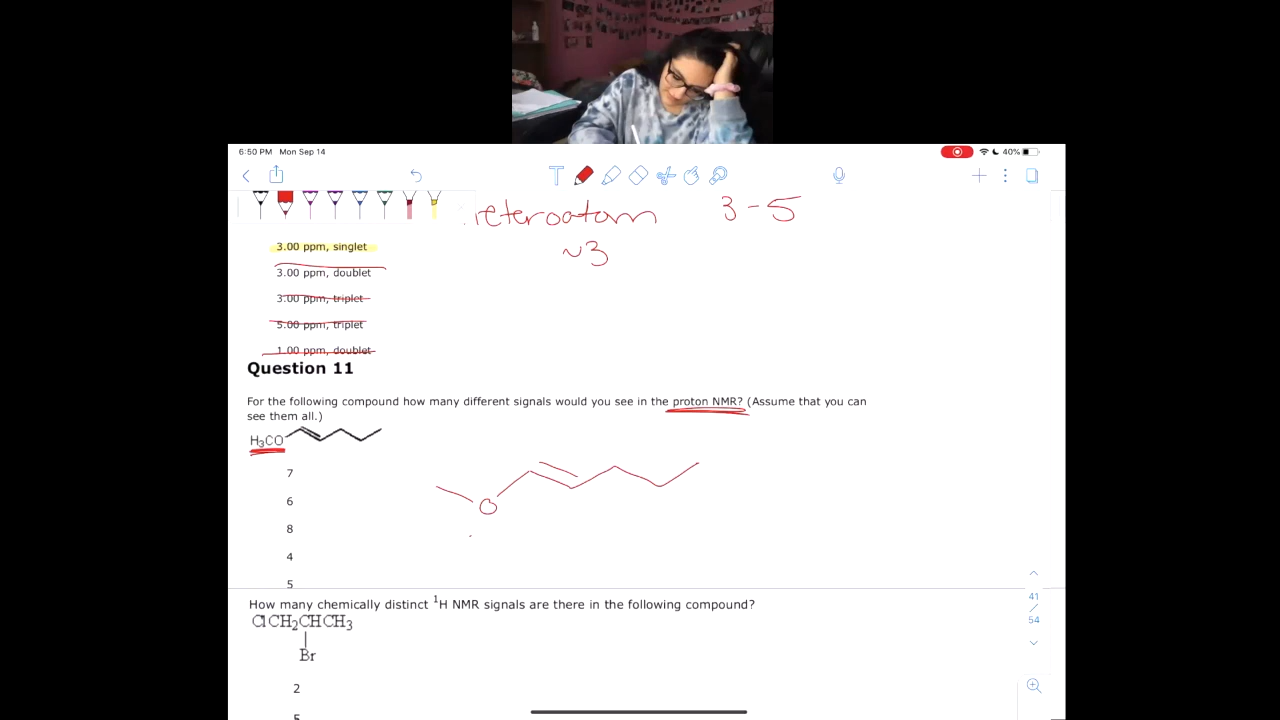 6:50 PM Mon Sep 14
40%
T
heteroatom 3-5
~3
3.00 ppm, singlet
3.00 ppm, doublet
3.00 ppm, triplet
5.00 ppm, triplet
1.00 ppm, doublet
Question 11
For the following compound how many different signals would you see in the proton NMR? (Assume that you can
see them all.)
H₃CO
O
7
6
8
4
5
41
/
54
How many chemically distinct ¹H NMR signals are there in the following compound?
ClCH₂CHCH₃
Br
2
5